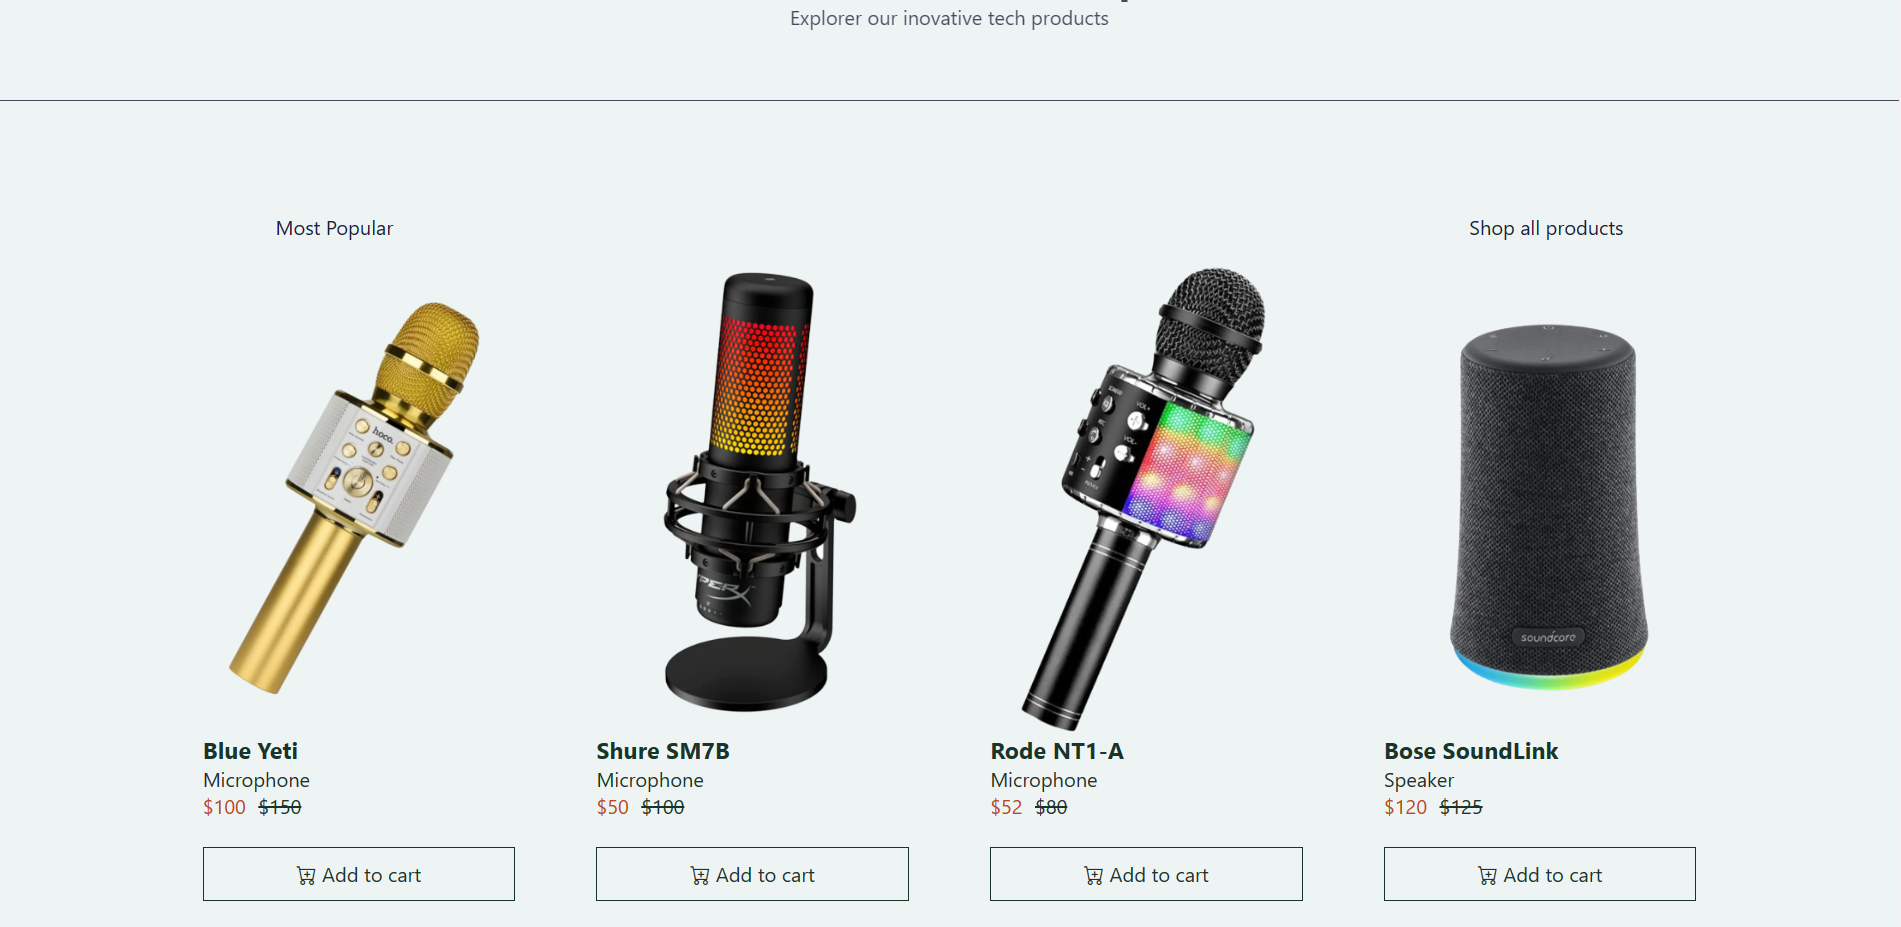 Explorer our inovative tech products
Most Popular
Shop all products
hoco.
VOL+
VOL-
soundcore
Blue Yeti
Shure SM7B
Rode NT1-A
Bose SoundLink
Microphone
Microphone
Microphone
Speaker
$100 $150
$50 $100
$52 $80
$120 $125
Add to cart
Add to cart
Add to cart
Add to cart